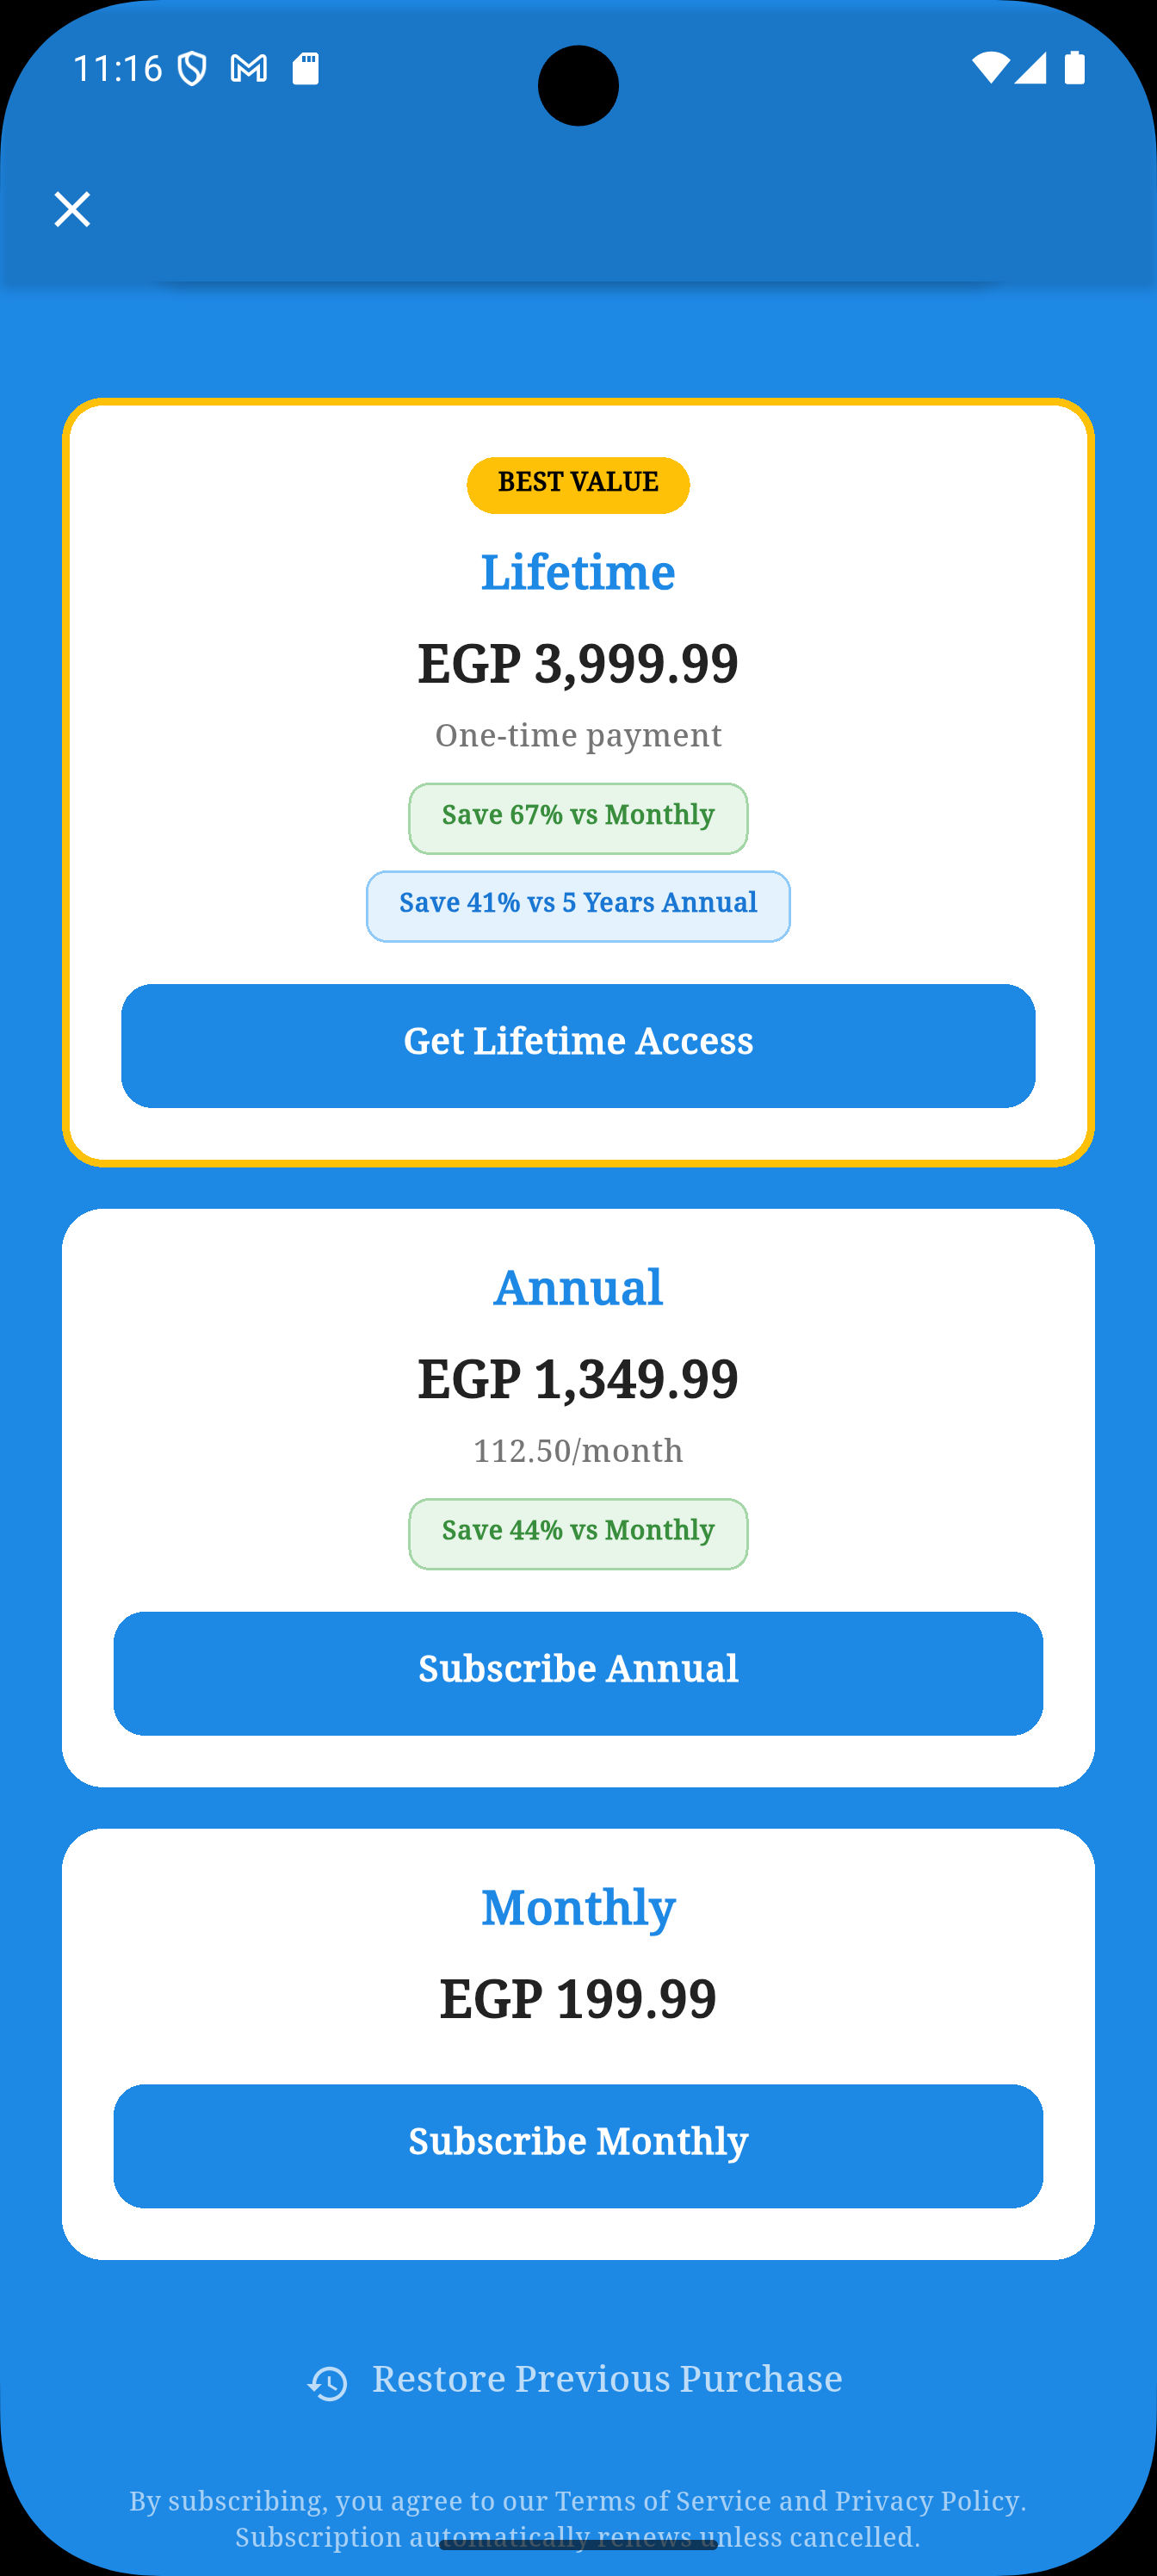 11:16
BEST VALUE
Lifetime
EGP 3,999.99
One-time payment
Save 67% vs Monthly
Save 41% vs 5 Years Annual
Get Lifetime Access
Annual
EGP 1,349.99
112.50/month
Save 44% vs Monthly
Subscribe Annual
Monthly
EGP 199.99
Subscribe Monthly
Restore Previous Purchase
By subscribing, you agree to our Terms of Service and Privacy Policy.
Subscription automatically renews unless cancelled.